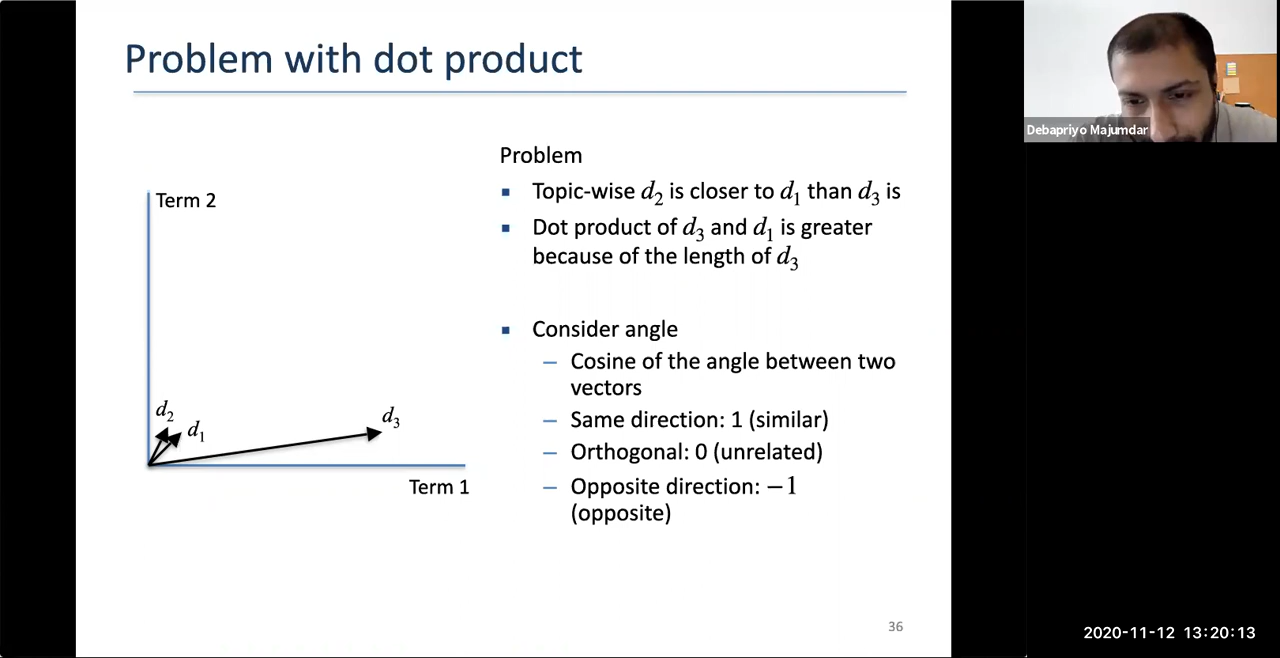 Problem with dot product
Debapriyo Majumdar
Problem
▪ Topic-wise d₂ is closer to d₁ than d₃ is
▪ Dot product of d₃ and d₁ is greater
because of the length of d₃
▪ Consider angle
– Cosine of the angle between two
vectors
– Same direction: 1 (similar)
– Orthogonal: 0 (unrelated)
– Opposite direction: −1
(opposite)
Term 2
d₂
d₁
d₃
Term 1
36
2020-11-12 13:20:13